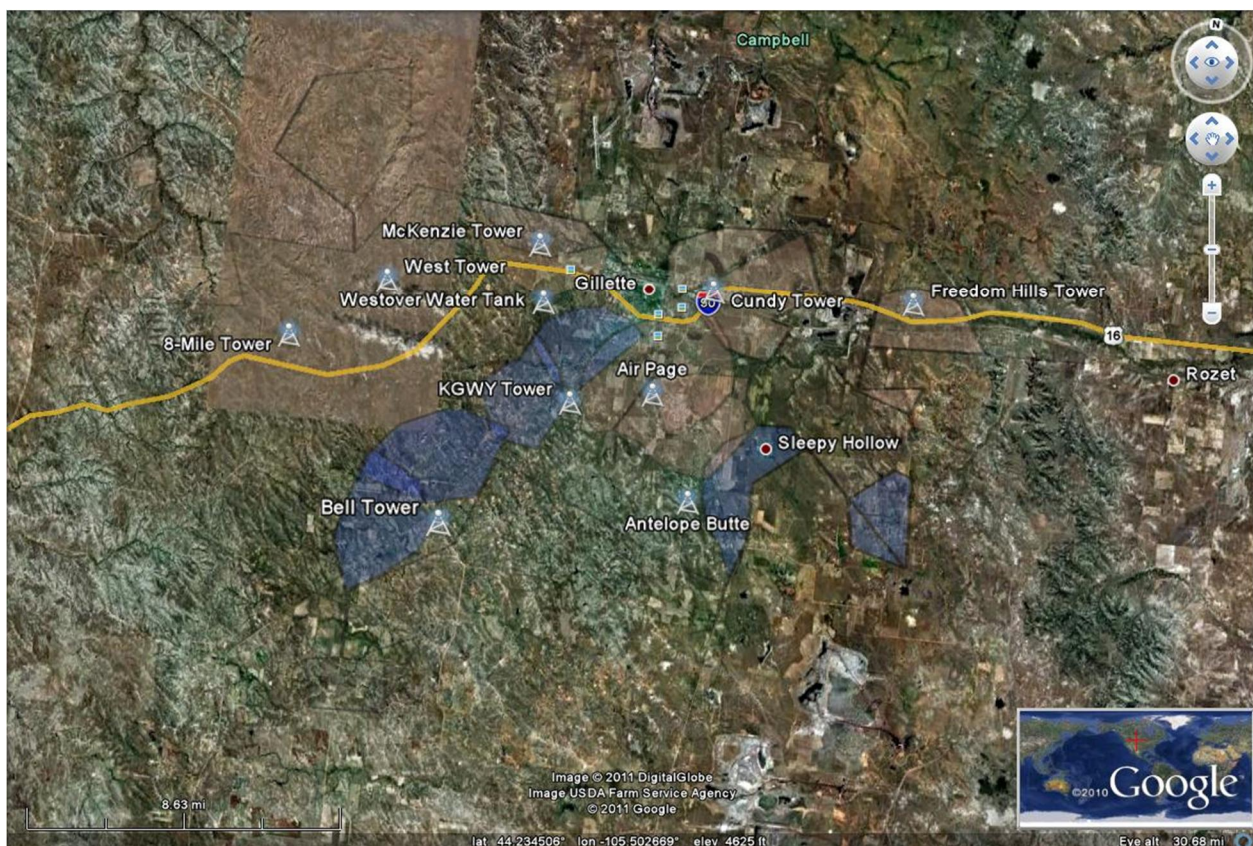 N
Campbell
McKenzie Tower
West Tower
Gillette
Westover Water Tank
90
Cundy Tower
Freedom Hills Tower
8-Mile Tower
16
Air Page
Rozet
KGWY Tower
Sleepy Hollow
Bell Tower
Antelope Butte
Image © 2011 DigitalGlobe
Image USDA Farm Service Agency
© 2011 Google
©2010 Google
8.63 mi
lat 44.234506° lon -105.502669° elev 4625 ft
Eye alt 30.68 mi